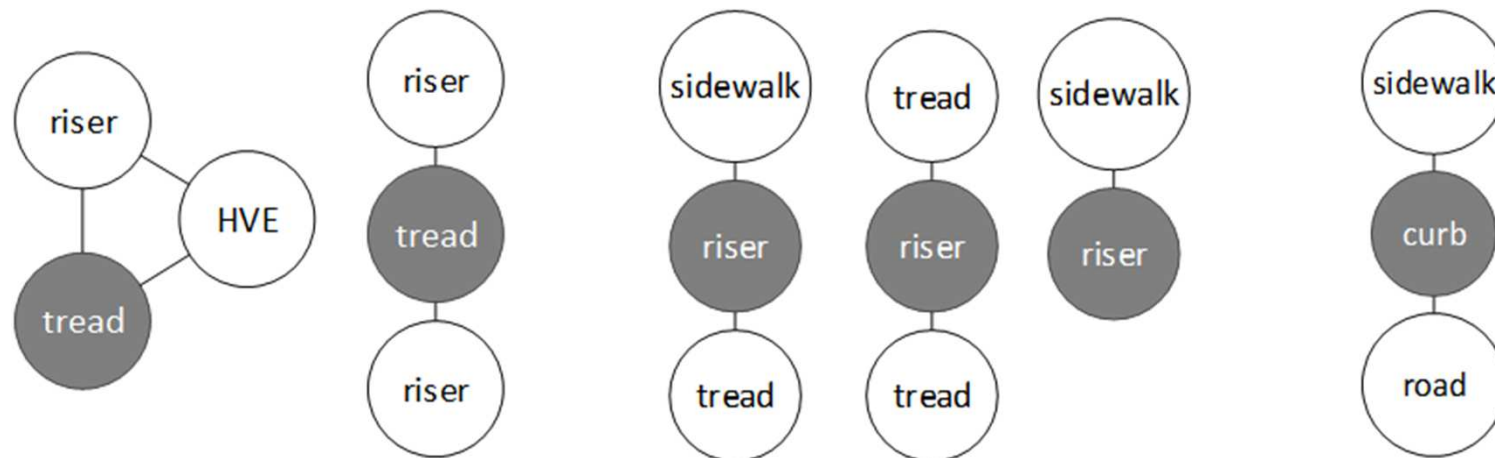 riser
HVE
tread
riser
tread
riser
sidewalk
riser
tread
tread
riser
tread
sidewalk
riser
sidewalk
curb
road